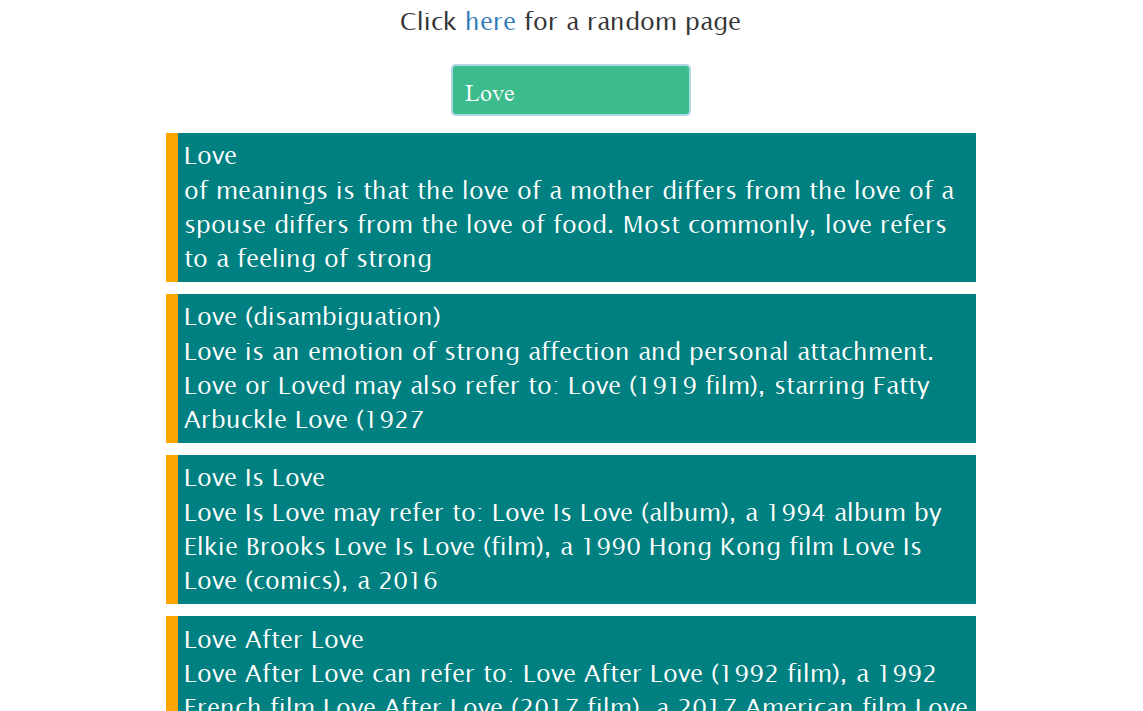 Click here for a random page
Love
Love
of meanings is that the love of a mother differs from the love of a
spouse differs from the love of food. Most commonly, love refers
to a feeling of strong
Love (disambiguation)
Love is an emotion of strong affection and personal attachment.
Love or Loved may also refer to: Love (1919 film), starring Fatty
Arbuckle Love (1927
Love Is Love
Love Is Love may refer to: Love Is Love (album), a 1994 album by
Elkie Brooks Love Is Love (film), a 1990 Hong Kong film Love Is
Love (comics), a 2016
Love After Love
Love After Love can refer to: Love After Love (1992 film), a 1992
French film Love After Love (2017 film), a 2017 American film Love